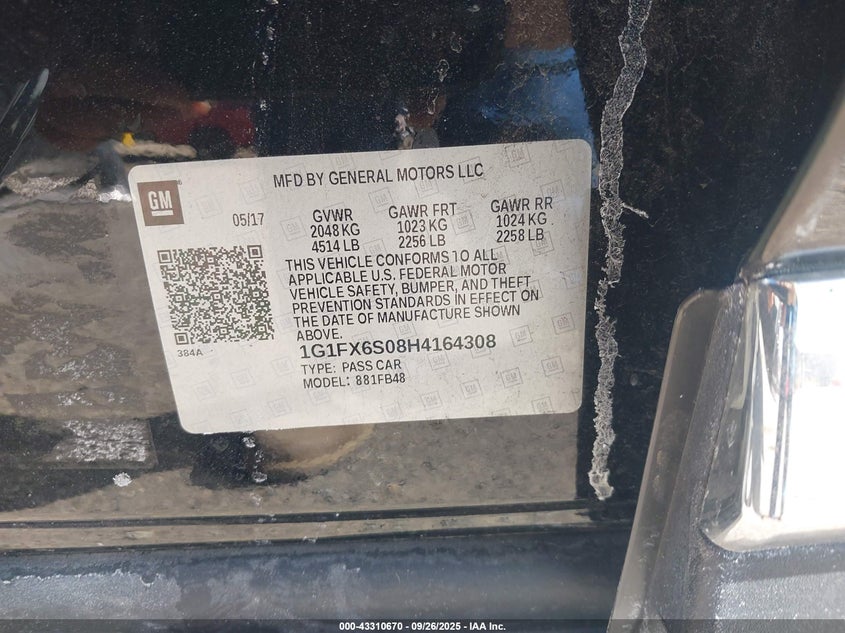 MFD BY GENERAL MOTORS LLC
GM
05/17
GVWR
2048 KG
4514 LB
GAWR FRT
1023 KG
2256 LB
GAWR RR
1024 KG
2258 LB
THIS VEHICLE CONFORMS TO ALL
APPLICABLE U.S. FEDERAL MOTOR
VEHICLE SAFETY, BUMPER, AND THEFT
PREVENTION STANDARDS IN EFFECT ON
THE DATE OF MANUFACTURE SHOWN
ABOVE.
384A
1G1FX6S08H4164308
TYPE: PASS CAR
MODEL: 881FB48
000-43310670 - 09/26/2025 - IAA Inc.